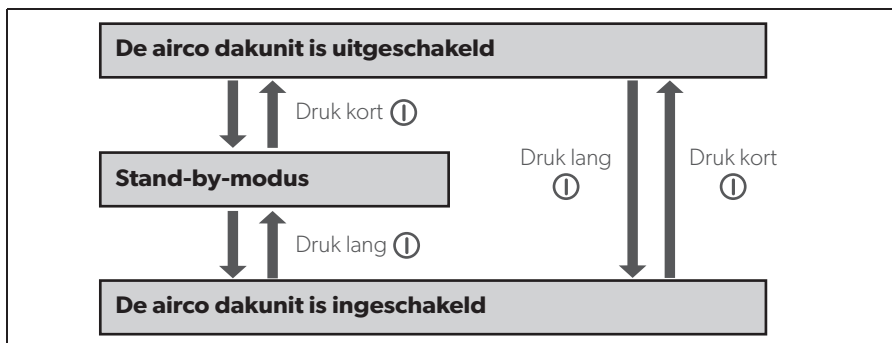 De airco dakunit is uitgeschakeld
Druk kort
Stand-by-modus
Druk lang
Druk kort
Druk lang
De airco dakunit is ingeschakeld